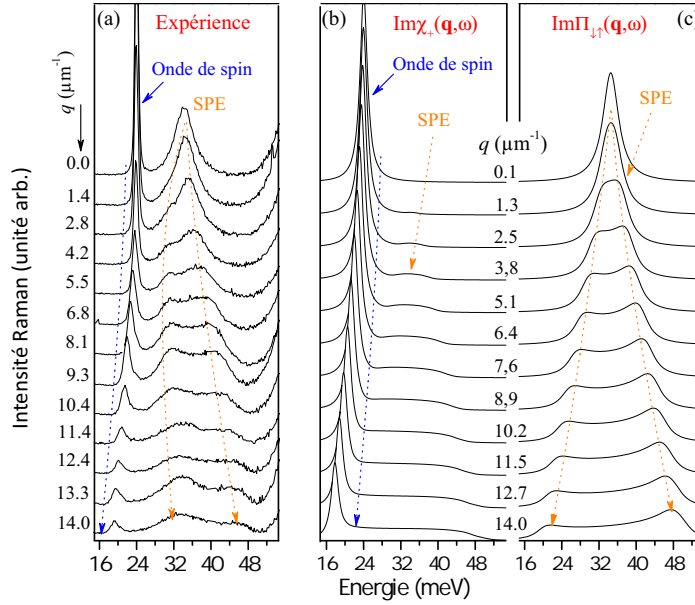 (a) Expérience
Onde de spin
SPE
q (µm⁻¹)
0.0
1.4
2.8
4.2
5.5
6.8
8.1
9.3
10.4
11.4
12.4
13.3
14.0
Intensité Raman (unité arb.)
16 24 32 40 48
(b) Imχ₊(q,ω)
Onde de spin
SPE
q (µm⁻¹)
0.1
1.3
2.5
3,8
5.1
6.4
7,6
8,9
10.2
11.5
12.7
14.0
16 24 32 40 48
ImΠ↓↑(q,ω) (c)
SPE
16 24 32 40 48
Energie (meV)